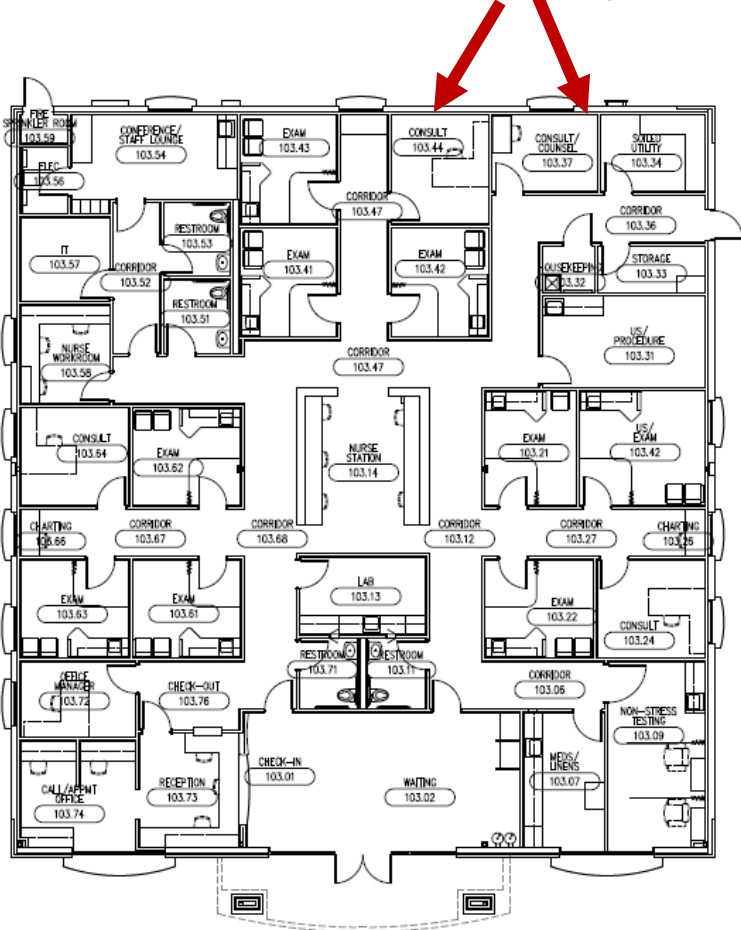 FIRE
SPRINKLER ROOM
103.59
CONFERENCE/
STAFF LOUNGE
103.54
EXAM
103.43
CONSULT
103.44
CONSULT/
COUNSEL
103.37
SOILED
UTILITY
103.34
ELEC
103.56
CORRIDOR
103.47
RESTROOM
103.53
CORRIDOR
103.36
IT
103.57
CORRIDOR
103.52
EXAM
103.41
EXAM
103.42
HOUSEKEEPING
103.32
STORAGE
103.33
RESTROOM
103.51
NURSE
WORKROOM
103.58
CORRIDOR
103.47
US/
PROCEDURE
103.31
CONSULT
103.64
EXAM
103.62
NURSE
STATION
103.14
EXAM
103.21
US/
EXAM
103.42
CHARTING
103.66
CORRIDOR
103.67
CORRIDOR
103.68
CORRIDOR
103.12
CORRIDOR
103.27
CHARTING
103.26
EXAM
103.63
EXAM
103.61
LAB
103.13
EXAM
103.22
CONSULT
103.24
RESTROOM
103.71
RESTROOM
103.11
OFFICE
MANAGER
103.72
CHECK-OUT
103.76
CORRIDOR
103.06
NON-STRESS
TESTING
103.09
CHECK-IN
103.01
WAITING
103.02
MEDS/
LINENS
103.07
CALL/APPMT
OFFICE
103.74
RECEPTION
103.73